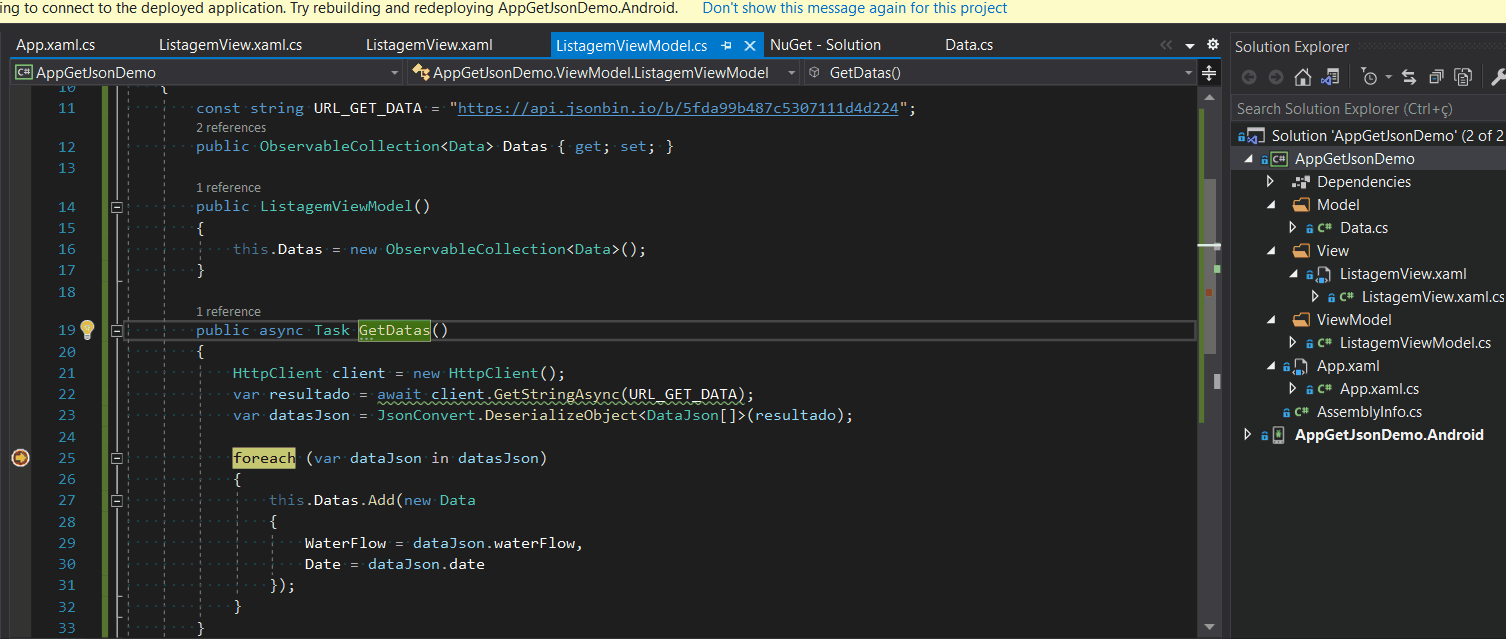 ing to connect to the deployed application. Try rebuilding and redeploying AppGetJsonDemo.Android. Don't show this message again for this project
App.xaml.cs ListagemView.xaml.cs ListagemView.xaml ListagemViewModel.cs NuGet - Solution Data.cs
AppGetJsonDemo AppGetJsonDemo.ViewModel.ListagemViewModel GetDatas()
10 {
11 const string URL_GET_DATA = "https://api.jsonbin.io/b/5fda99b487c5307111d4d224";
2 references
12 public ObservableCollection<Data> Datas { get; set; }
13
1 reference
14 public ListagemViewModel()
15 {
16 this.Datas = new ObservableCollection<Data>();
17 }
18
1 reference
19 public async Task GetDatas()
20 {
21 HttpClient client = new HttpClient();
22 var resultado = await client.GetStringAsync(URL_GET_DATA);
23 var datasJson = JsonConvert.DeserializeObject<DataJson[]>(resultado);
24
25 foreach (var dataJson in datasJson)
26 {
27 this.Datas.Add(new Data
28 {
29 WaterFlow = dataJson.waterFlow,
30 Date = dataJson.date
31 });
32 }
33 }
Solution Explorer
Search Solution Explorer (Ctrl+ç)
Solution 'AppGetJsonDemo' (2 of 2
C# AppGetJsonDemo
Dependencies
Model
C# Data.cs
View
ListagemView.xaml
C# ListagemView.xaml.cs
ViewModel
C# ListagemViewModel.cs
App.xaml
C# App.xaml.cs
C# AssemblyInfo.cs
AppGetJsonDemo.Android